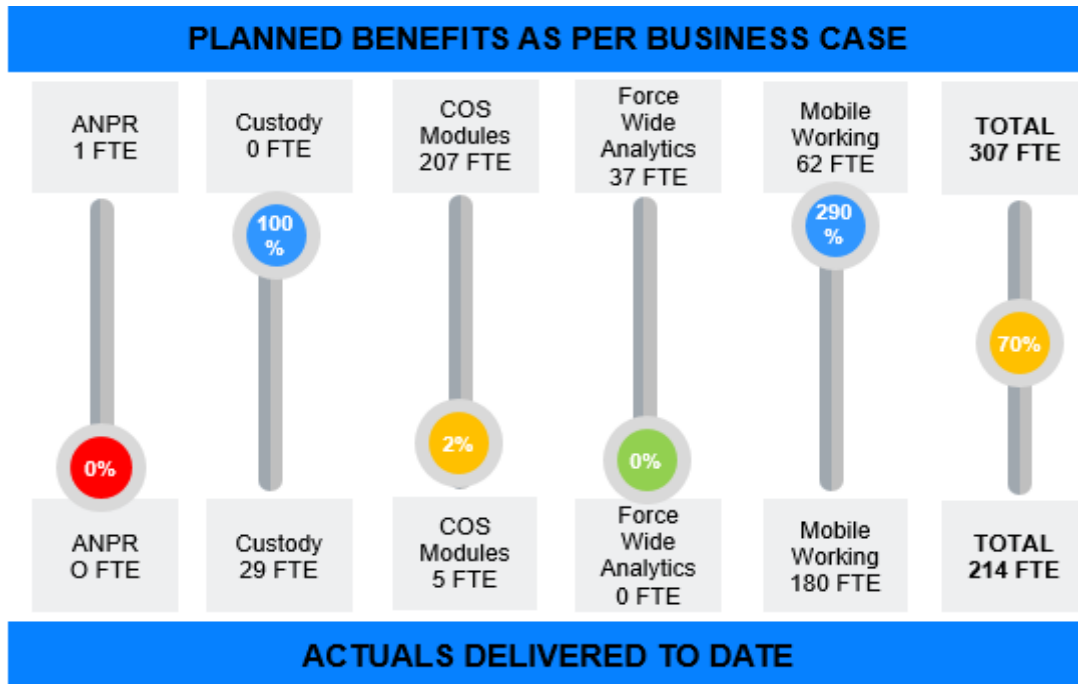 PLANNED BENEFITS AS PER BUSINESS CASE
ANPR
1 FTE
Custody
0 FTE
COS
Modules
207 FTE
Force
Wide
Analytics
37 FTE
Mobile
Working
62 FTE
TOTAL
307 FTE
0%
100
%
2%
0%
290
%
70%
ANPR
O FTE
Custody
29 FTE
COS
Modules
5 FTE
Force
Wide
Analytics
0 FTE
Mobile
Working
180 FTE
TOTAL
214 FTE
ACTUALS DELIVERED TO DATE